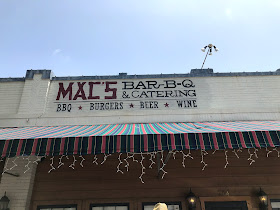 MAC'S BAR-B-Q
& CATERING
BBQ ★ BURGERS ★ BEER ★ WINE